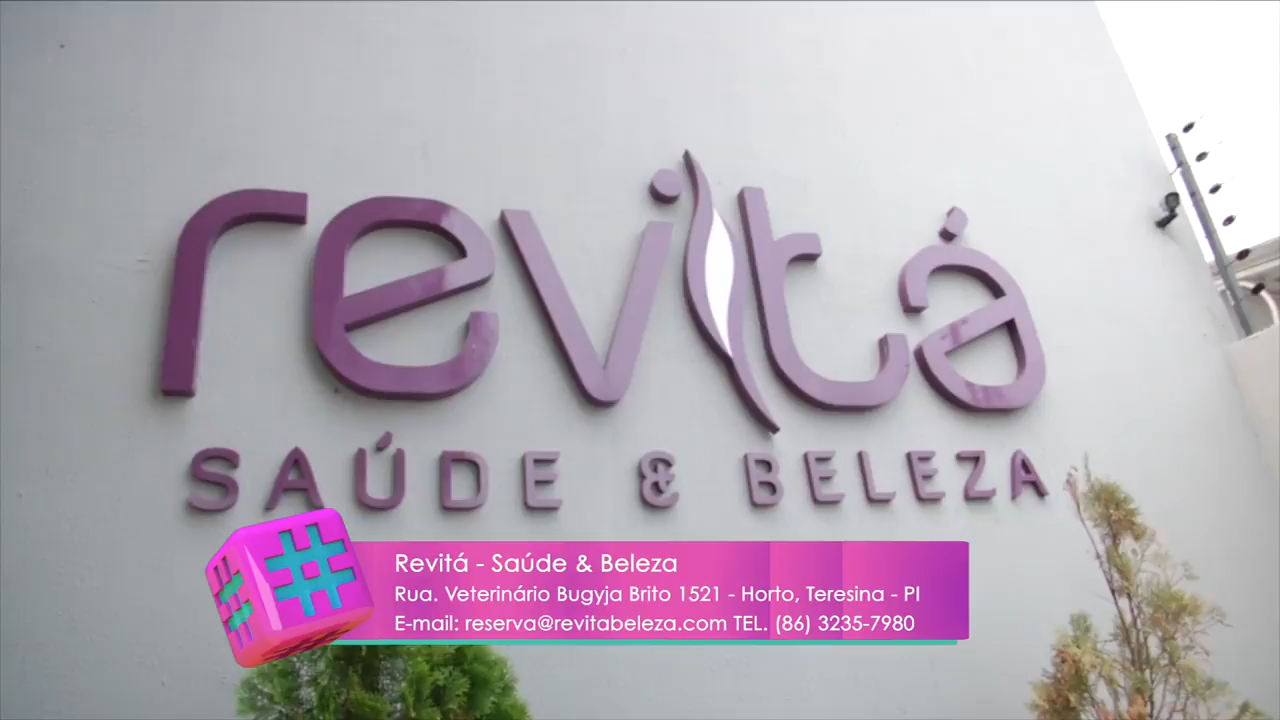 revitá
SAÚDE & BELEZA
#
#
Revitá - Saúde & Beleza
Rua. Veterinário Bugyja Brito 1521 - Horto, Teresina - PI
E-mail: reserva@revitabeleza.com TEL. (86) 3235-7980